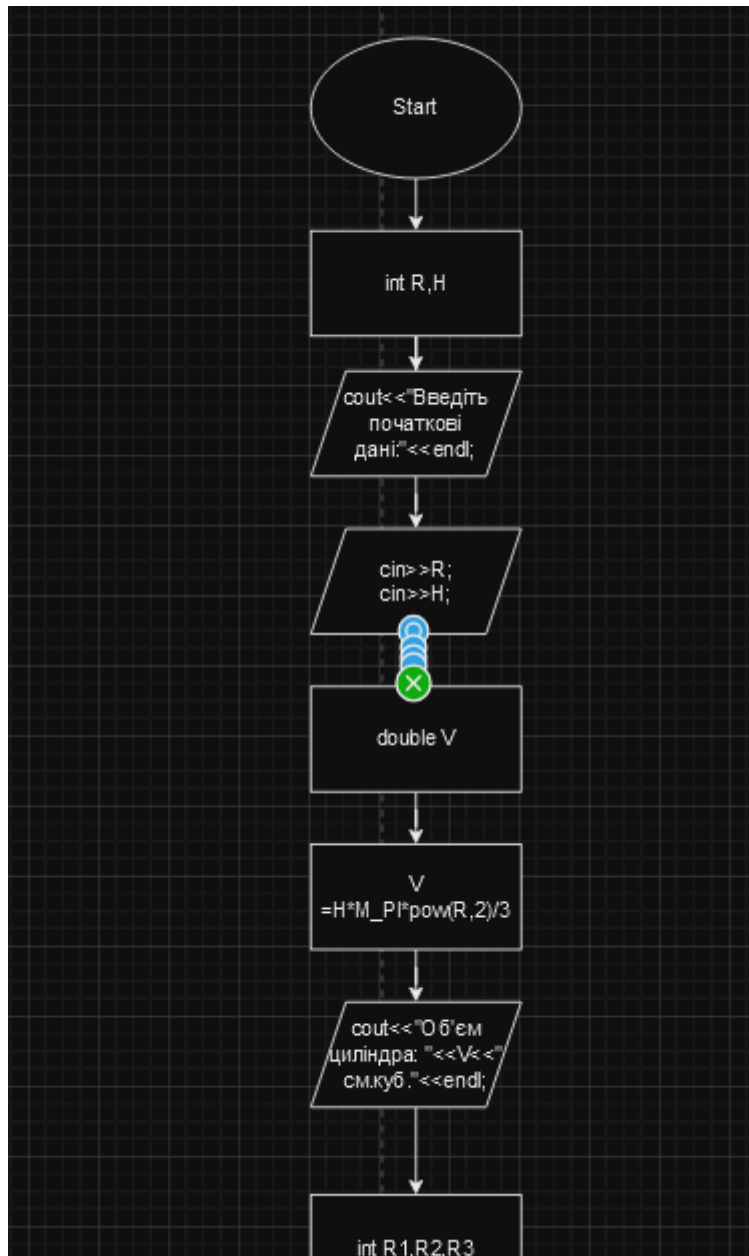 Start
int R,H
cout<<"Введіть
початкові
дані:"<<endl;
cin>>R;
cin>>H;
double V
V
=H*M_PI*pow(R,2)/3
cout<<"Об'єм
циліндра: "<<V<<"
см.куб."<<endl;
int R1,R2,R3